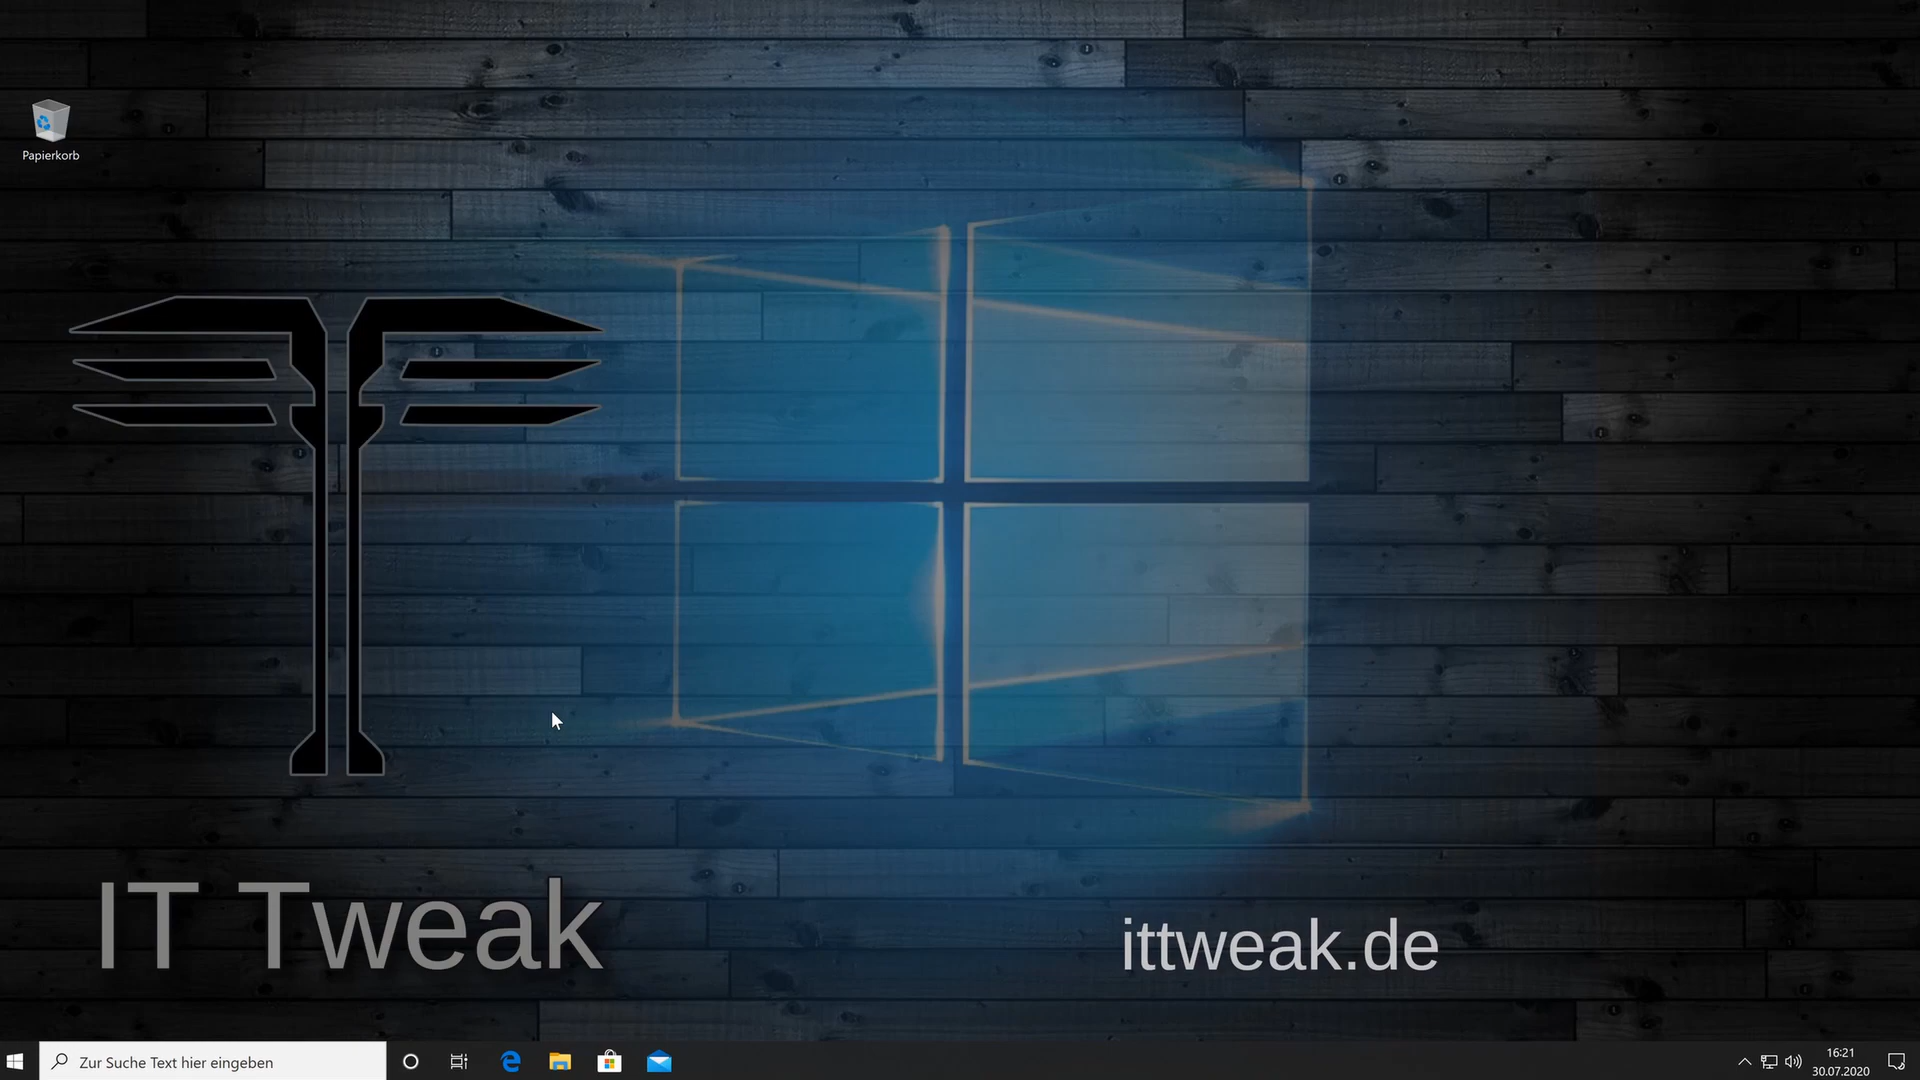 Papierkorb
IT Tweak
ittweak.de
Zur Suche Text hier eingeben
16:21
30.07.2020